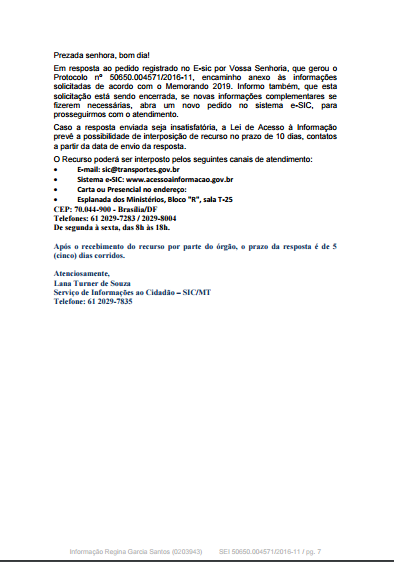 Prezada senhora, bom dia!
Em resposta ao pedido registrado no E-sic por Vossa Senhoria, que gerou o
Protocolo nº 50650.004571/2016-11, encaminho anexo às informações
solicitadas de acordo com o Memorando 2019. Informo também, que esta
solicitação está sendo encerrada, se novas informações complementares se
fizerem necessárias, abra um novo pedido no sistema e-SIC, para
prosseguirmos com o atendimento.
Caso a resposta enviada seja insatisfatória, a Lei de Acesso à Informação
prevê a possibilidade de interposição de recurso no prazo de 10 dias, contatos
a partir da data de envio da resposta.
O Recurso poderá ser interposto pelos seguintes canais de atendimento:
• E-mail: sic@transportes.gov.br
• Sistema e-SIC: www.acessoainformacao.gov.br
• Carta ou Presencial no endereço:
• Esplanada dos Ministérios, Bloco "R", sala T-25
CEP: 70.044-900 - Brasília/DF
Telefones: 61 2029-7283 / 2029-8004
De segunda à sexta, das 8h às 18h.
Após o recebimento do recurso por parte do órgão, o prazo da resposta é de 5
(cinco) dias corridos.
Atenciosamente,
Lana Turner de Souza
Serviço de Informações ao Cidadão – SIC/MT
Telefone: 61 2029-7835
Informação Regina Garcia Santos (0203943) SEI 50650.004571/2016-11 / pg. 7